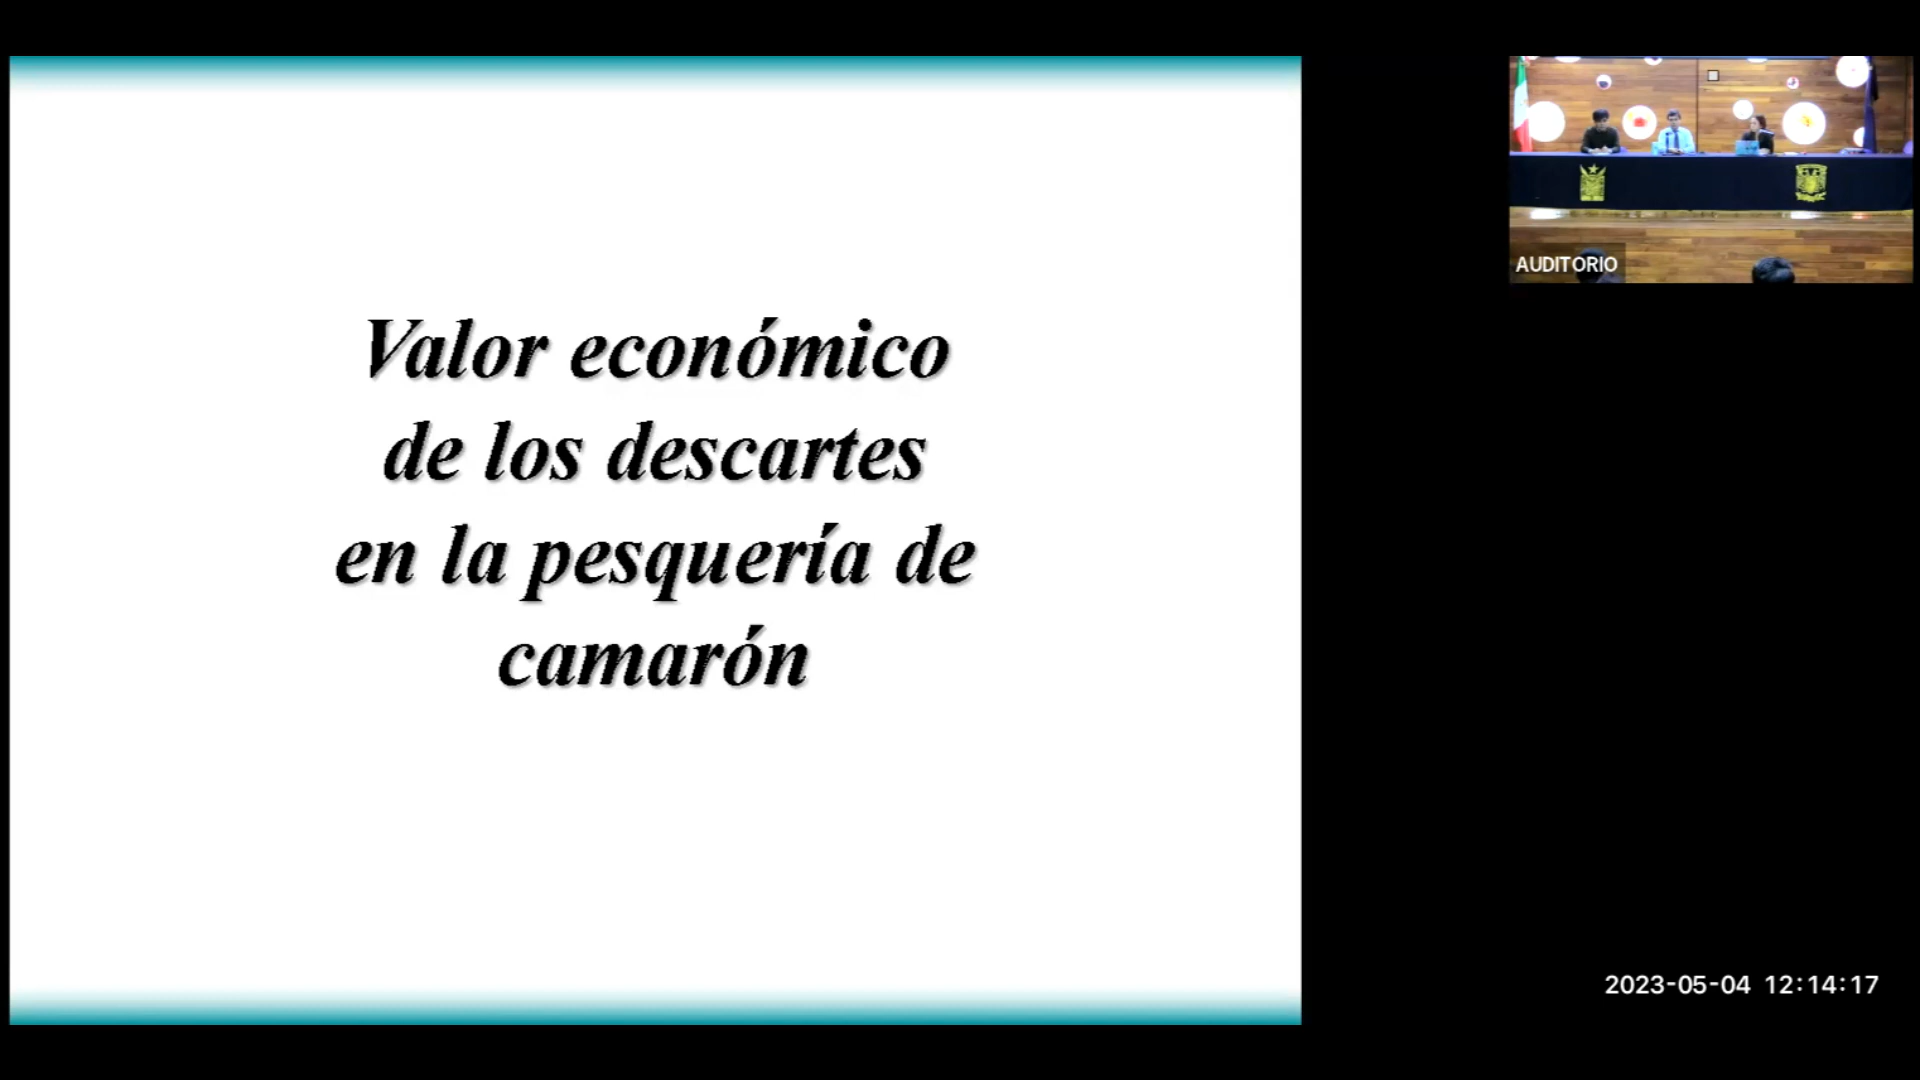 Valor económico
de los descartes
en la pesquería de
camarón
AUDITORIO
2023-05-04 12:14:17